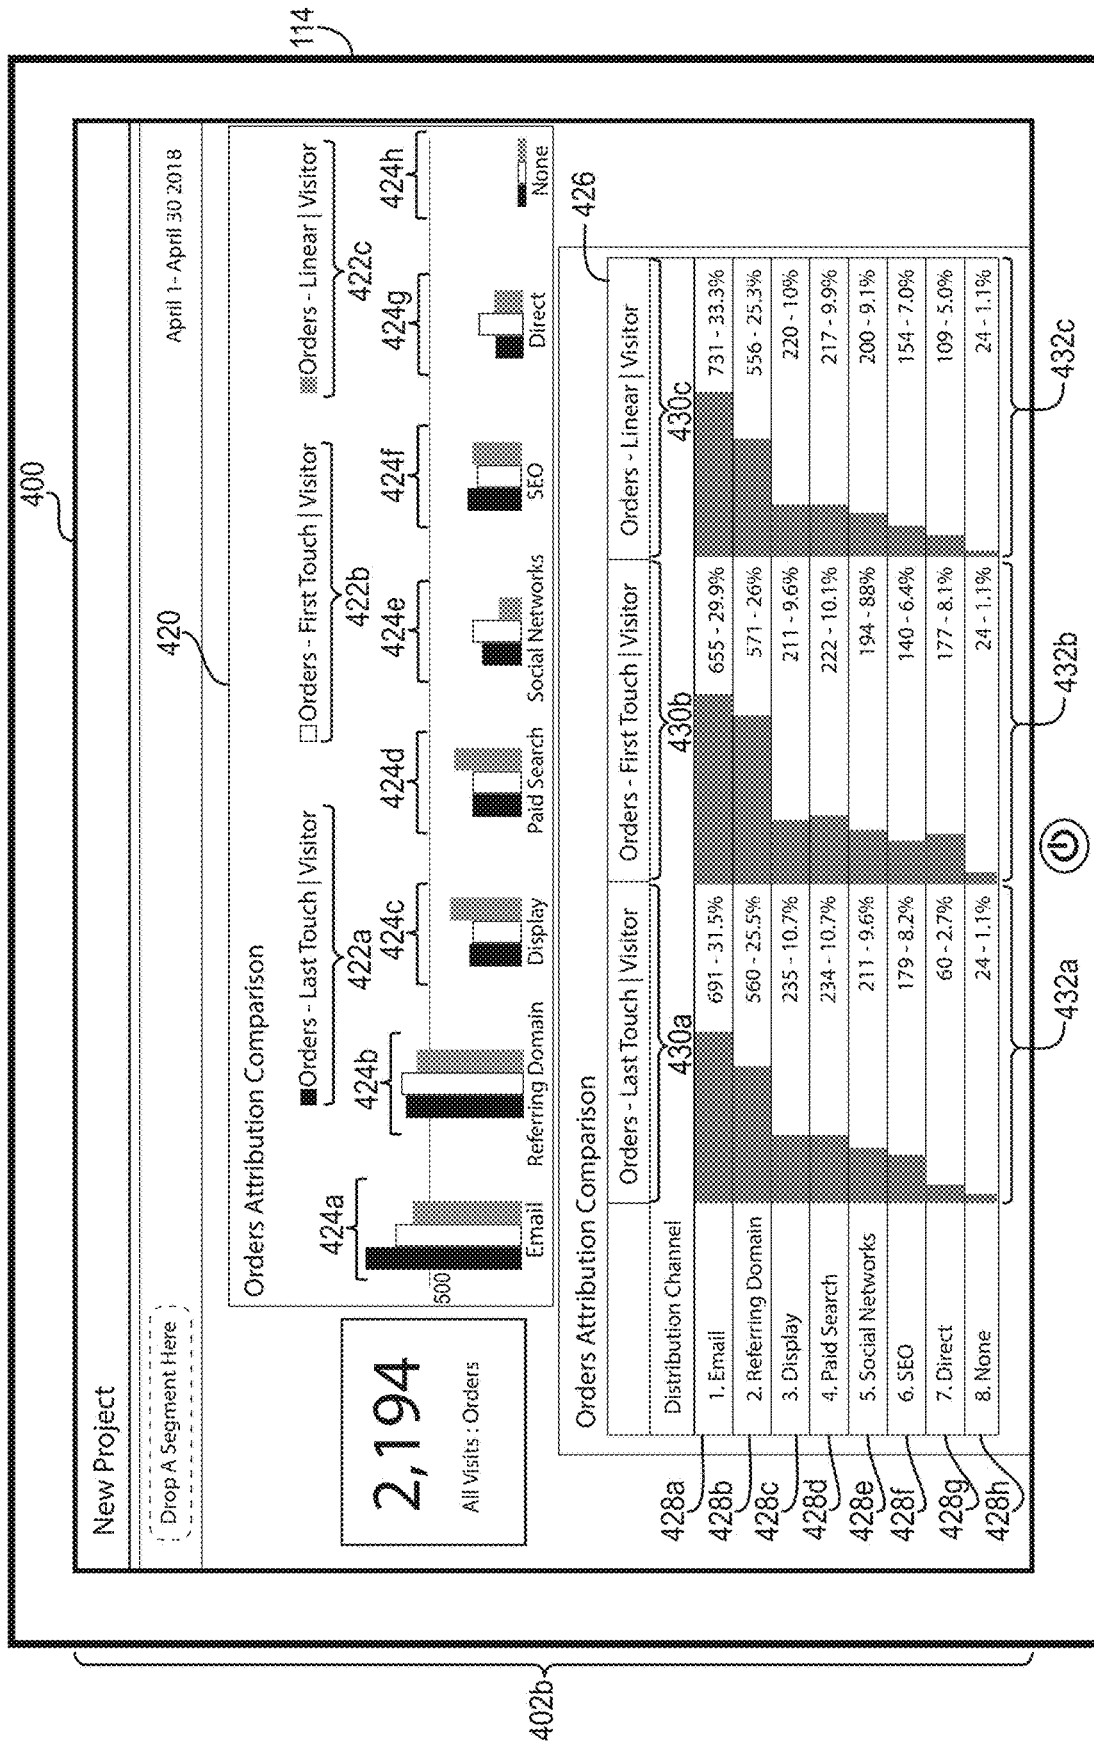 114
400
402b
New Project
Drop A Segment Here
April 1- April 30 2018
420
2,194
All Visits : Orders
Orders Attribution Comparison
Orders - Last Touch | Visitor
Orders - First Touch | Visitor
Orders - Linear | Visitor
422a
422b
422c
424a
424b
424c
424d
424e
424f
424g
424h
500
Email
Referring Domain
Display
Paid Search
Social Networks
SEO
Direct
None
426
Orders Attribution Comparison
Orders - Last Touch | Visitor
Orders - First Touch | Visitor
Orders - Linear | Visitor
Distribution Channel
430a
430b
430c
428a
1. Email
691 - 31.5%
655 - 29.9%
731 - 33.3%
428b
2. Referring Domain
560 - 25.5%
571 - 26%
556 - 25.3%
428c
3. Display
235 - 10.7%
211 - 9.6%
220 - 10%
428d
4. Paid Search
234 - 10.7%
222 - 10.1%
217 - 9.9%
428e
5. Social Networks
211 - 9.6%
194 - 88%
200 - 9.1%
428f
6. SEO
179 - 8.2%
140 - 6.4%
154 - 7.0%
428g
7. Direct
60 - 2.7%
177 - 8.1%
109 - 5.0%
428h
8. None
24 - 1.1%
24 - 1.1%
24 - 1.1%
432a
432b
432c